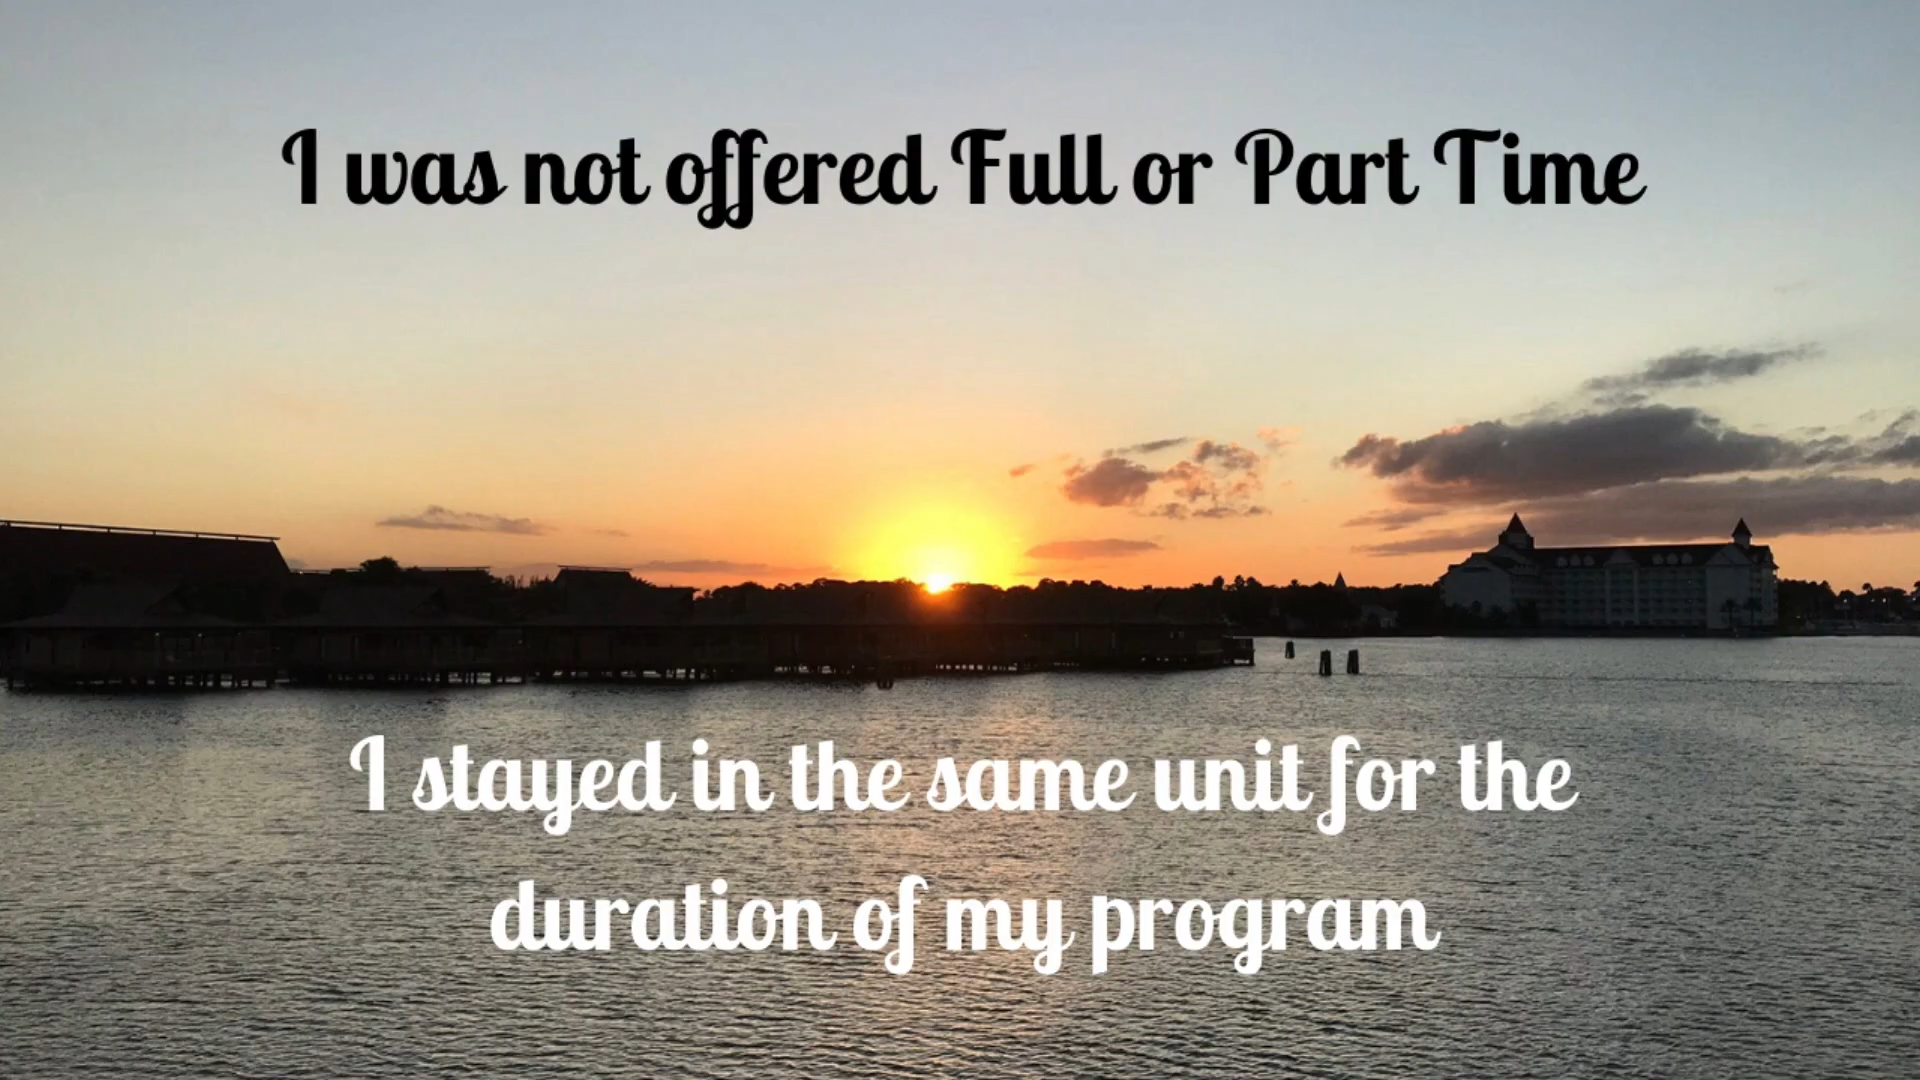 I was not offered Full or Part Time
I stayed in the same unit for the
duration of my program